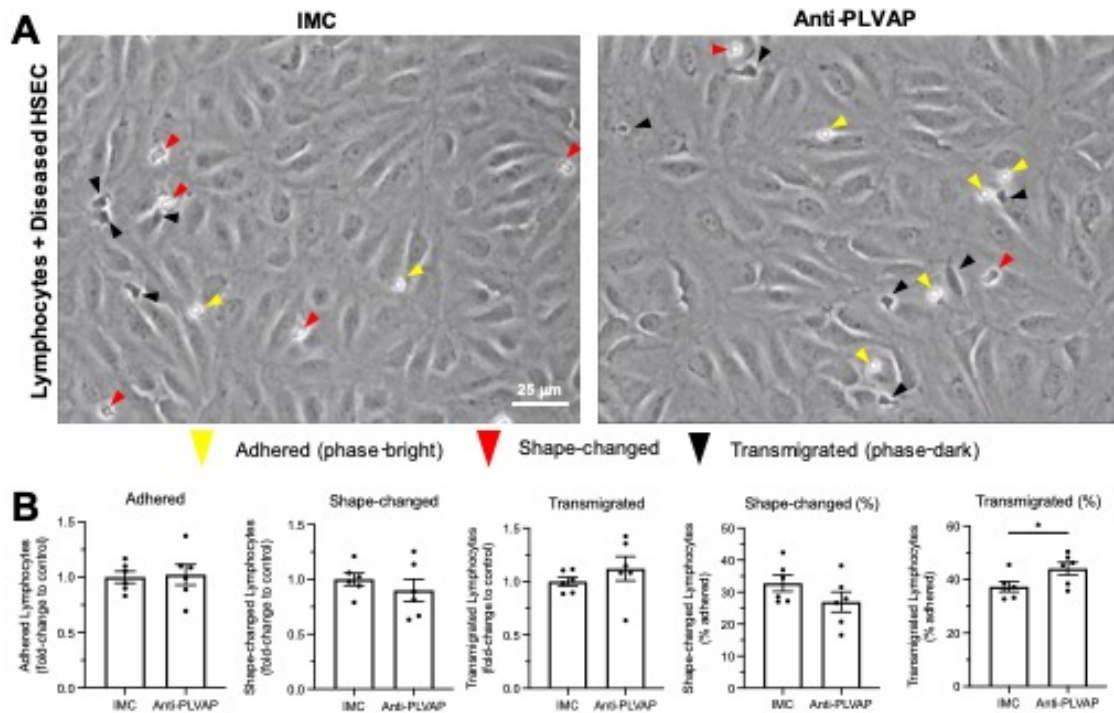 IMC
Anti-PLVAP
A
Lymphocytes + Diseased HSEC
25 µm
Adhered (phase-bright)
Shape-changed
Transmigrated (phase-dark)
B
Adhered
Adhered Lymphocytes
(fold-change to control)
1.5
1.0
0.5
0.0
IMC
Anti-PLVAP
Shape-changed
Shape-changed Lymphocytes
(fold-change to control)
1.5
1.0
0.5
0.0
IMC
Anti-PLVAP
Transmigrated
Transmigrated Lymphocytes
(fold-change to control)
1.5
1.0
0.5
0.0
IMC
Anti-PLVAP
Shape-changed (%)
Shape-changed Lymphocytes
(% adhered)
50
40
30
20
10
0
IMC
Anti-PLVAP
Transmigrated (%)
Transmigrated Lymphocytes
(% adhered)
60
40
20
0
*
IMC
Anti-PLVAP